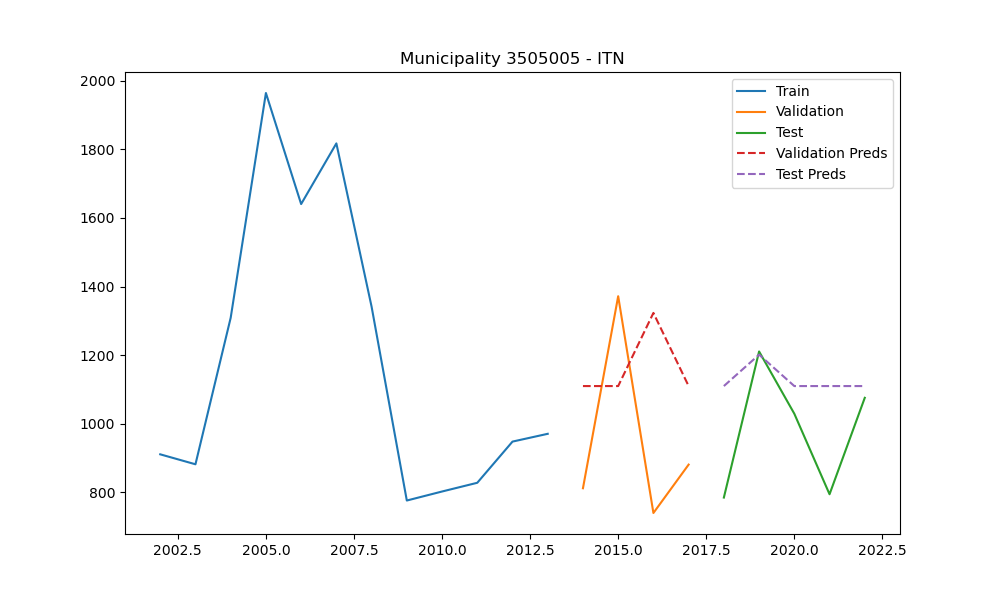 Municipality 3505005 - ITN
2000
1800
1600
1400
1200
1000
800
Train
Validation
Test
Validation Preds
Test Preds
2002.5 2005.0 2007.5 2010.0 2012.5 2015.0 2017.5 2020.0 2022.5